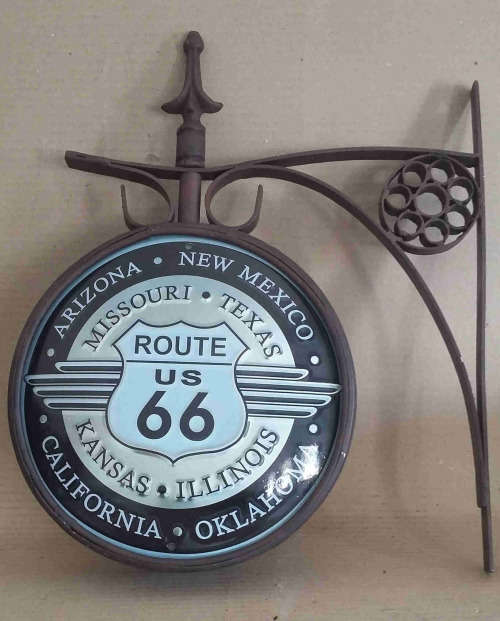 ARIZONA • NEW MEXICO
MISSOURI • TEXAS
ROUTE
US
66
KANSAS • ILLINOIS
CALIFORNIA • OKLAHOMA